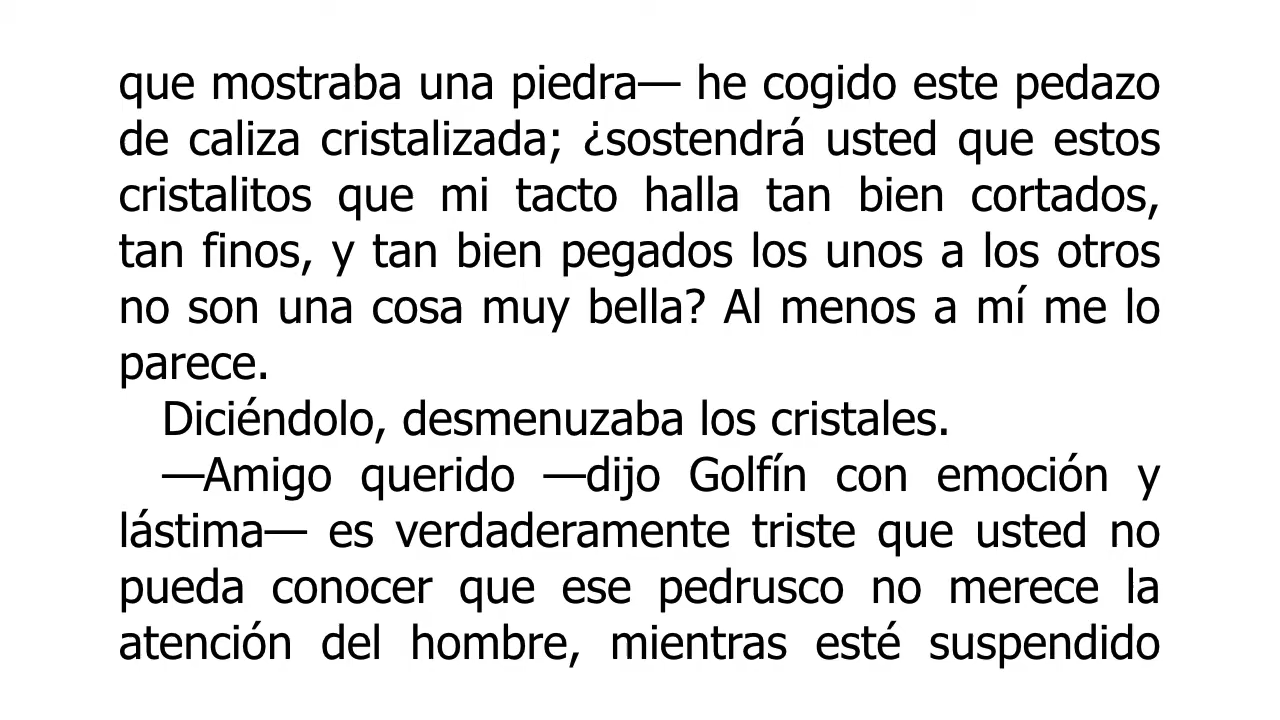 que mostraba una piedra— he cogido este pedazo
de caliza cristalizada; ¿sostendrá usted que estos
cristalitos que mi tacto halla tan bien cortados,
tan finos, y tan bien pegados los unos a los otros
no son una cosa muy bella? Al menos a mí me lo
parece.
Diciéndolo, desmenuzaba los cristales.
—Amigo querido —dijo Golfín con emoción y
lástima— es verdaderamente triste que usted no
pueda conocer que ese pedrusco no merece la
atención del hombre, mientras esté suspendido